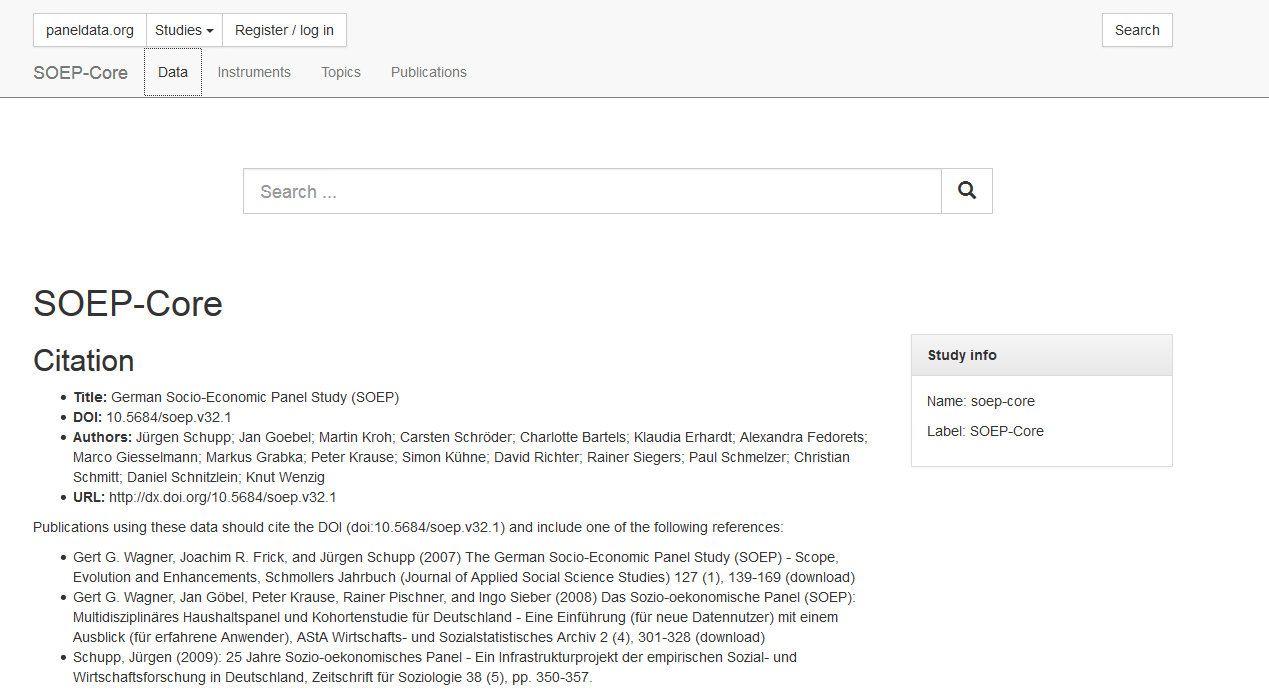 paneldata.org Studies Register / log in Search
SOEP-Core Data Instruments Topics Publications
Search ...
SOEP-Core
Citation
Title: German Socio-Economic Panel Study (SOEP)
DOI: 10.5684/soep.v32.1
Authors: Jürgen Schupp; Jan Goebel; Martin Kroh; Carsten Schröder; Charlotte Bartels; Klaudia Erhardt; Alexandra Fedorets;
Marco Giesselmann; Markus Grabka; Peter Krause; Simon Kühne; David Richter; Rainer Siegers; Paul Schmelzer; Christian
Schmitt; Daniel Schnitzlein; Knut Wenzig
URL: http://dx.doi.org/10.5684/soep.v32.1
Publications using these data should cite the DOI (doi:10.5684/soep.v32.1) and include one of the following references:
Gert G. Wagner, Joachim R. Frick, and Jürgen Schupp (2007) The German Socio-Economic Panel Study (SOEP) - Scope,
Evolution and Enhancements, Schmollers Jahrbuch (Journal of Applied Social Science Studies) 127 (1), 139-169 (download)
Gert G. Wagner, Jan Göbel, Peter Krause, Rainer Pischner, and Ingo Sieber (2008) Das Sozio-oekonomische Panel (SOEP):
Multidisziplinäres Haushaltspanel und Kohortenstudie für Deutschland - Eine Einführung (für neue Datennutzer) mit einem
Ausblick (für erfahrene Anwender), AStA Wirtschafts- und Sozialstatistisches Archiv 2 (4), 301-328 (download)
Schupp, Jürgen (2009): 25 Jahre Sozio-oekonomisches Panel - Ein Infrastrukturprojekt der empirischen Sozial- und
Wirtschaftsforschung in Deutschland, Zeitschrift für Soziologie 38 (5), pp. 350-357.
Study info
Name: soep-core
Label: SOEP-Core